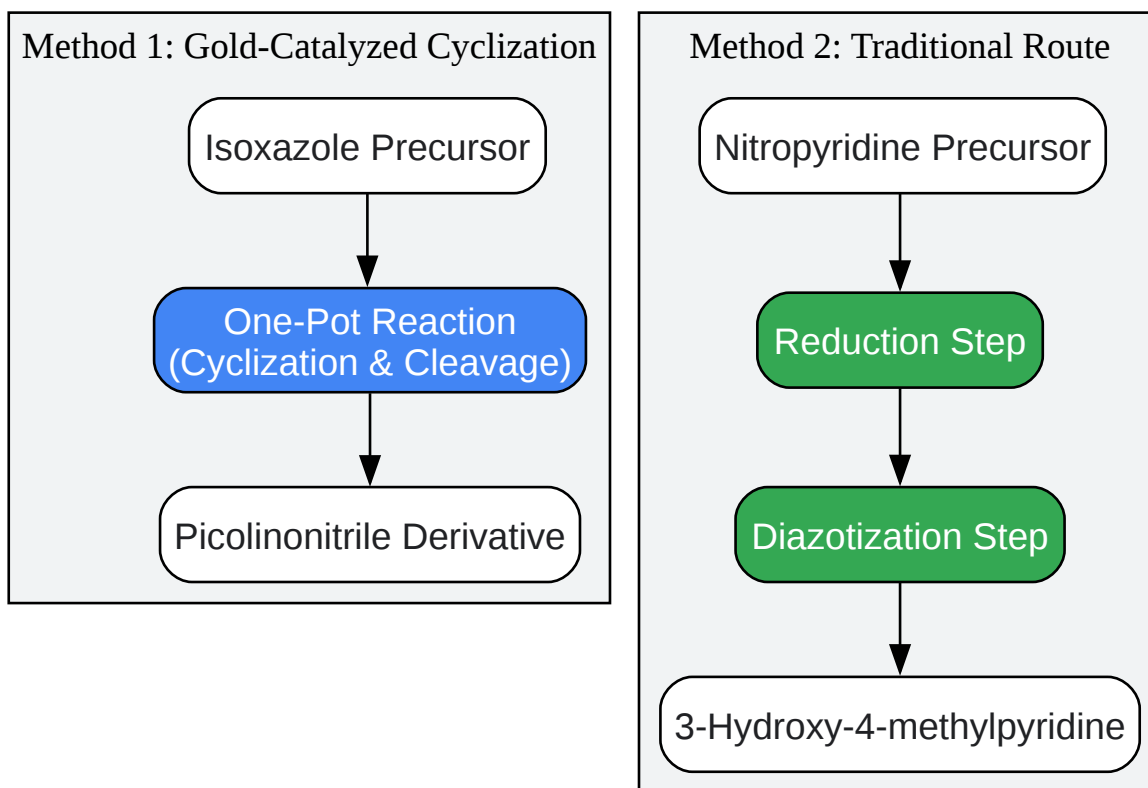 Method 1: Gold-Catalyzed Cyclization
Isoxazole Precursor
One-Pot Reaction
(Cyclization & Cleavage)
Picolinonitrile Derivative
Method 2: Traditional Route
Nitropyridine Precursor
Reduction Step
Diazotization Step
3-Hydroxy-4-methylpyridine